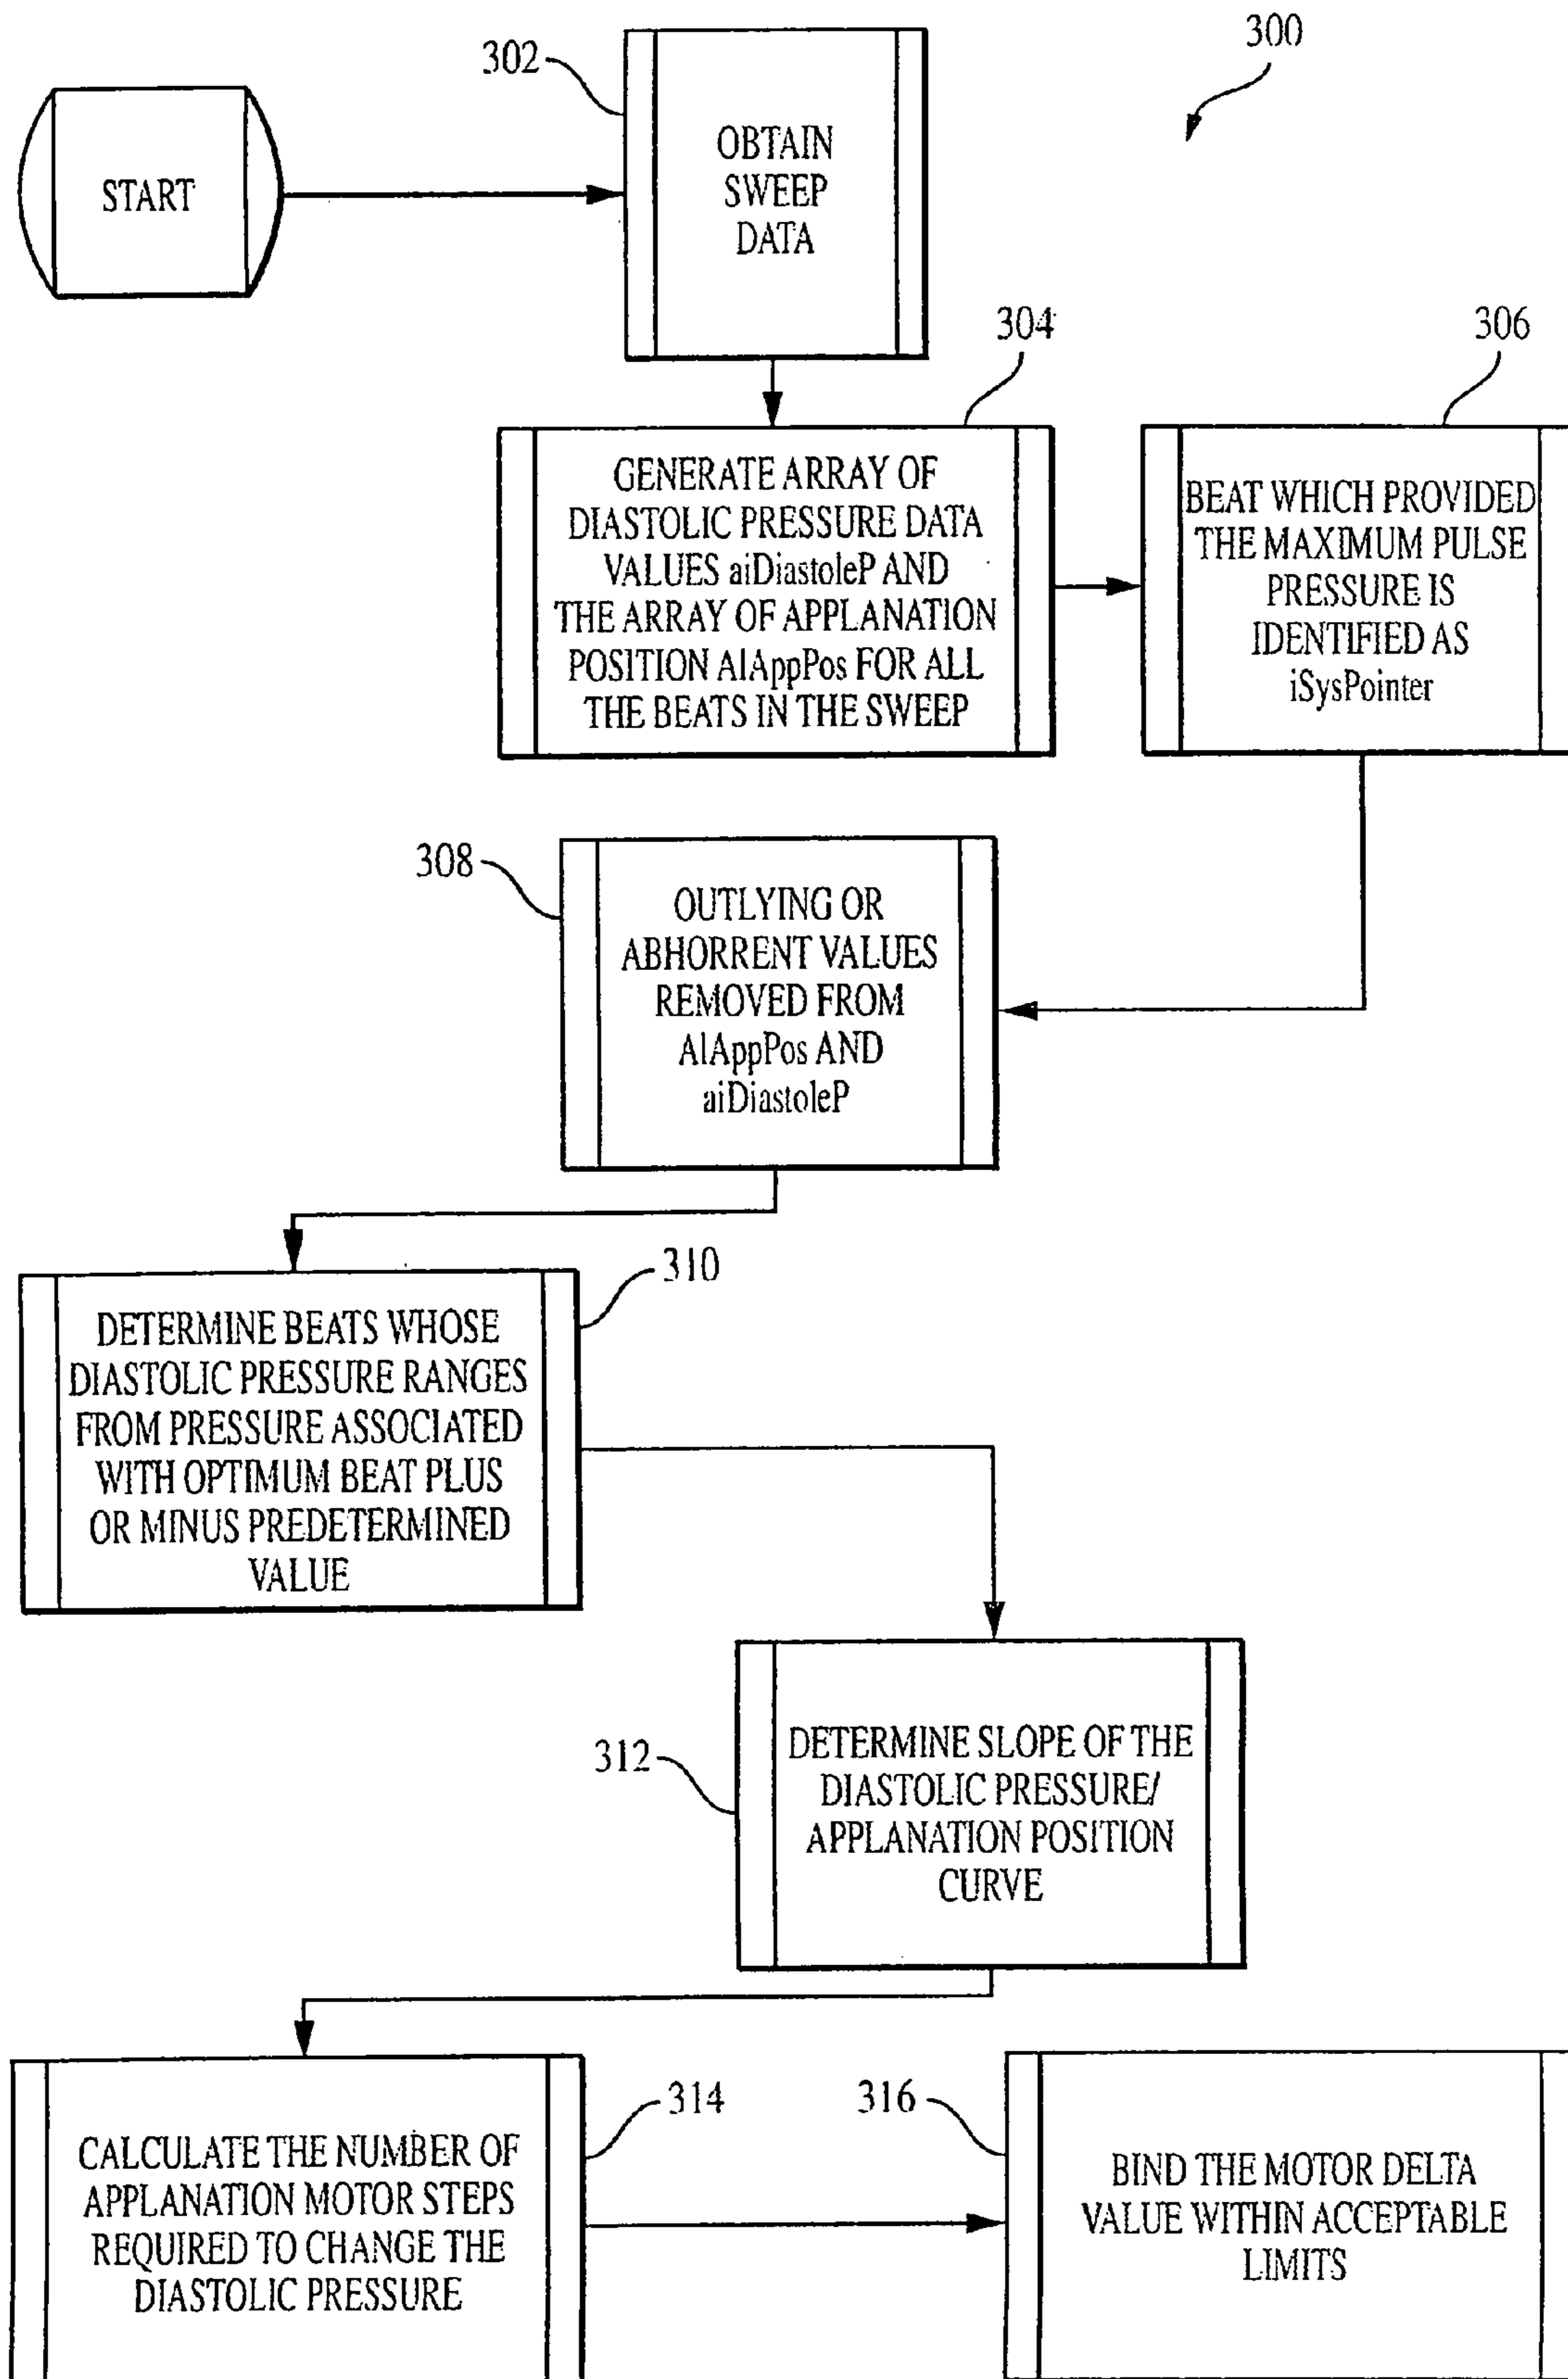 300
302
START
OBTAIN
SWEEP
DATA
304
306
GENERATE ARRAY OF
DIASTOLIC PRESSURE DATA
VALUES aiDiastoleP AND
THE ARRAY OF APPLANATION
POSITION AlAppPos FOR ALL
THE BEATS IN THE SWEEP
BEAT WHICH PROVIDED
THE MAXIMUM PULSE
PRESSURE IS
IDENTIFIED AS
iSysPointer
308
OUTLYING OR
ABHORRENT VALUES
REMOVED FROM
AlAppPos AND
aiDiastoleP
310
DETERMINE BEATS WHOSE
DIASTOLIC PRESSURE RANGES
FROM PRESSURE ASSOCIATED
WITH OPTIMUM BEAT PLUS
OR MINUS PREDETERMINED
VALUE
312
DETERMINE SLOPE OF THE
DIASTOLIC PRESSURE/
APPLANATION POSITION
CURVE
314
CALCULATE THE NUMBER OF
APPLANATION MOTOR STEPS
REQUIRED TO CHANGE THE
DIASTOLIC PRESSURE
316
BIND THE MOTOR DELTA
VALUE WITHIN ACCEPTABLE
LIMITS